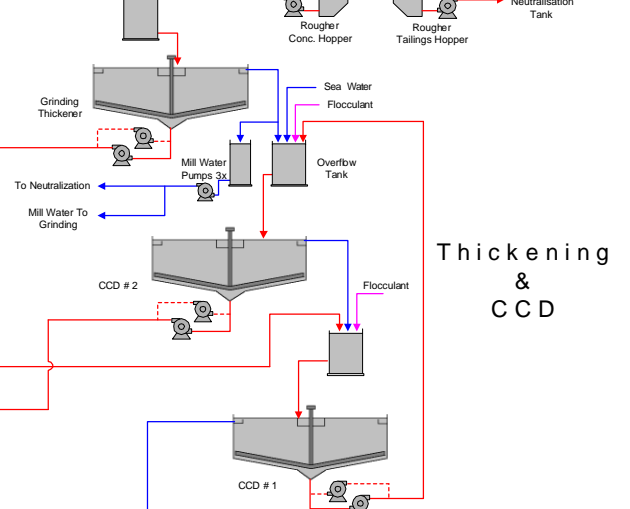 Neutralisation
Tank
Rougher
Conc. Hopper
Rougher
Tailings Hopper
Sea Water
Flocculant
Grinding
Thickener
Mill Water
Pumps 3x
Overflow
Tank
To Neutralization
Mill Water To
Grinding
Thickening
&
CCD
CCD # 2
Flocculant
CCD # 1